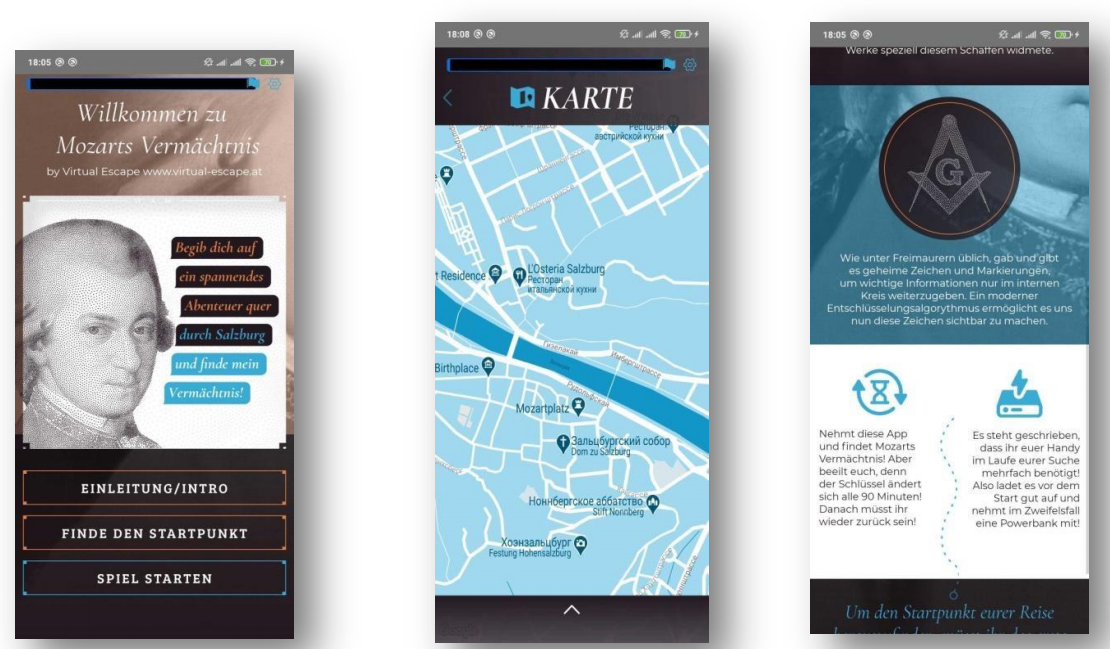 18:05
70
Willkommen zu
Mozarts Vermächtnis
by Virtual Escape www.virtual-escape.at
Begib dich auf
ein spannendes
Abenteuer quer
durch Salzburg
und finde mein
Vermächtnis!
EINLEITUNG/INTRO
FINDE DEN STARTPUNKT
SPIEL STARTEN
18:08
70
KARTE
Ресторан
австрийской кухни
t Residence
L'Osteria Salzburg
Ресторан
итальянской кухни
Гизелакай
Имбергштрассе
Birthplace
Рудольфскай
Mozartplatz
Зальцбургский собор
Dom zu Salzburg
Ноннбергское аббатство
Stift Nonnberg
Хоэнзальцбург
Festung Hohensalzburg
18:05
70
Werke speziell diesem Schaffen widmete.
G
Wie unter Freimaurern üblich, gab und gibt
es geheime Zeichen und Markierungen,
um wichtige Informationen nur im internen
Kreis weiterzugeben. Ein moderner
Entschlüsselungsalgorythmus ermöglicht es uns
nun diese Zeichen sichtbar zu machen.
Nehmt diese App
und findet Mozarts
Vermächtnis! Aber
beeilt euch, denn
der Schlüssel ändert
sich alle 90 Minuten!
Danach müsst ihr
wieder zurück sein!
Es steht geschrieben,
dass ihr euer Handy
im Laufe eurer Suche
mehrfach benötigt!
Also ladet es vor dem
Start gut auf und
nehmt im Zweifelsfall
eine Powerbank mit!
Um den Startpunkt eurer Reise